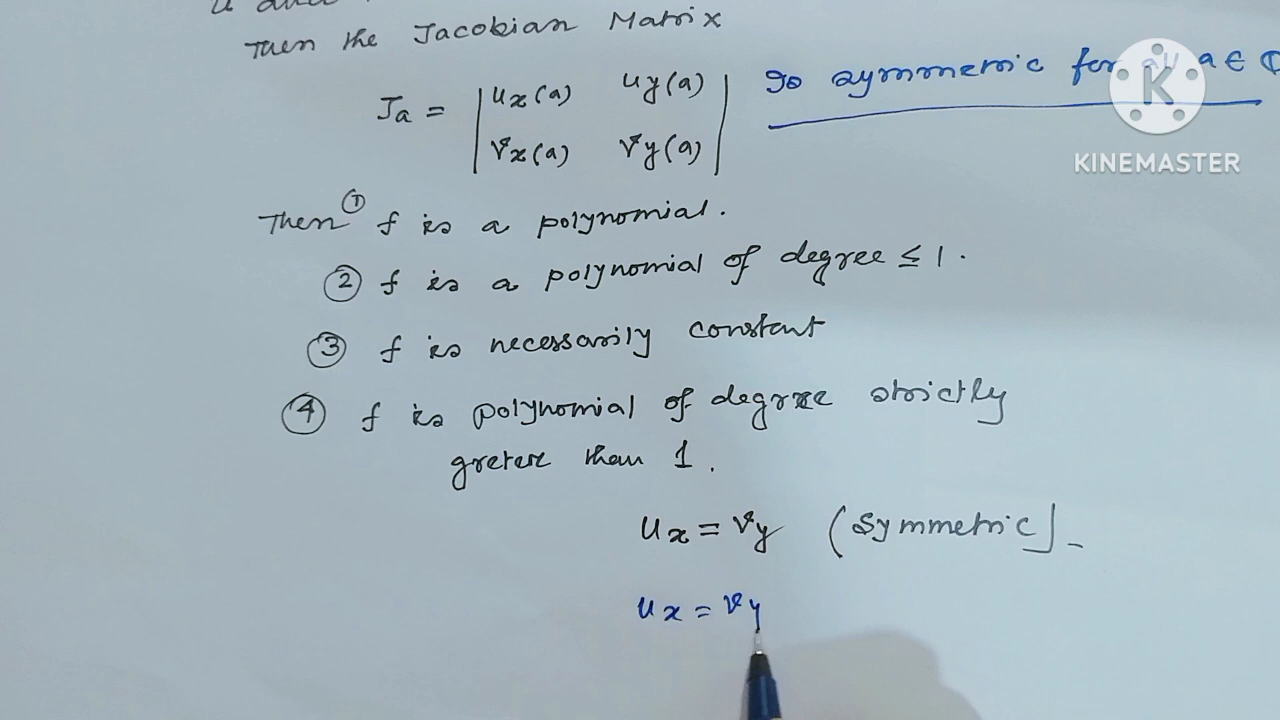 Then the Jacobian Matrix
Ja = | ux(a) uy(a) | Is symmetric for all a ∈ ℂ
| vx(a) vy(a) |
KINEMASTER
Then ① f is a polynomial.
② f is a polynomial of degree ≤ 1.
③ f is necessarily constant
④ f is polynomial of degree strictly
greter than 1.
ux = vy (Symmetric)
ux = vy